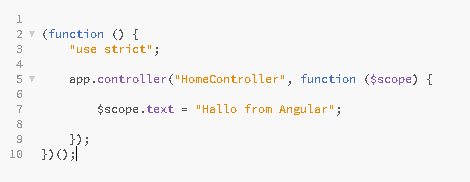 1
2 (function () {
3 "use strict";
4
5 app.controller("HomeController", function ($scope) {
6
7 $scope.text = "Hallo from Angular";
8
9 });
10 })();